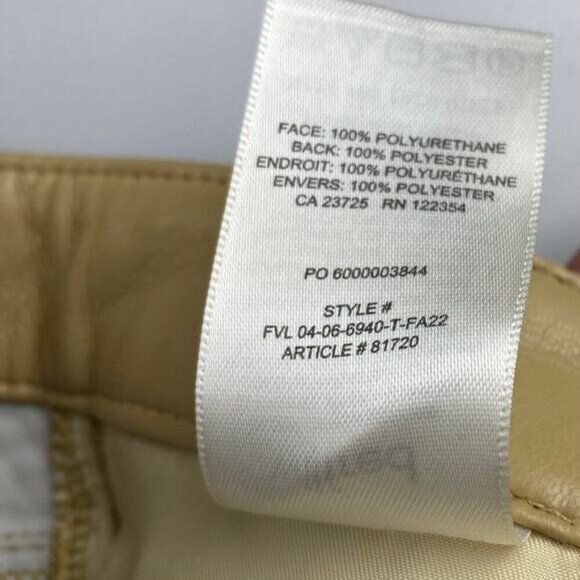 FACE: 100% POLYURETHANE
BACK: 100% POLYESTER
ENDROIT: 100% POLYURÉTHANE
ENVERS: 100% POLYESTER
CA 23725 RN 122354
PO 6000003844
STYLE #
FVL 04-06-6940-T-FA22
ARTICLE # 81720